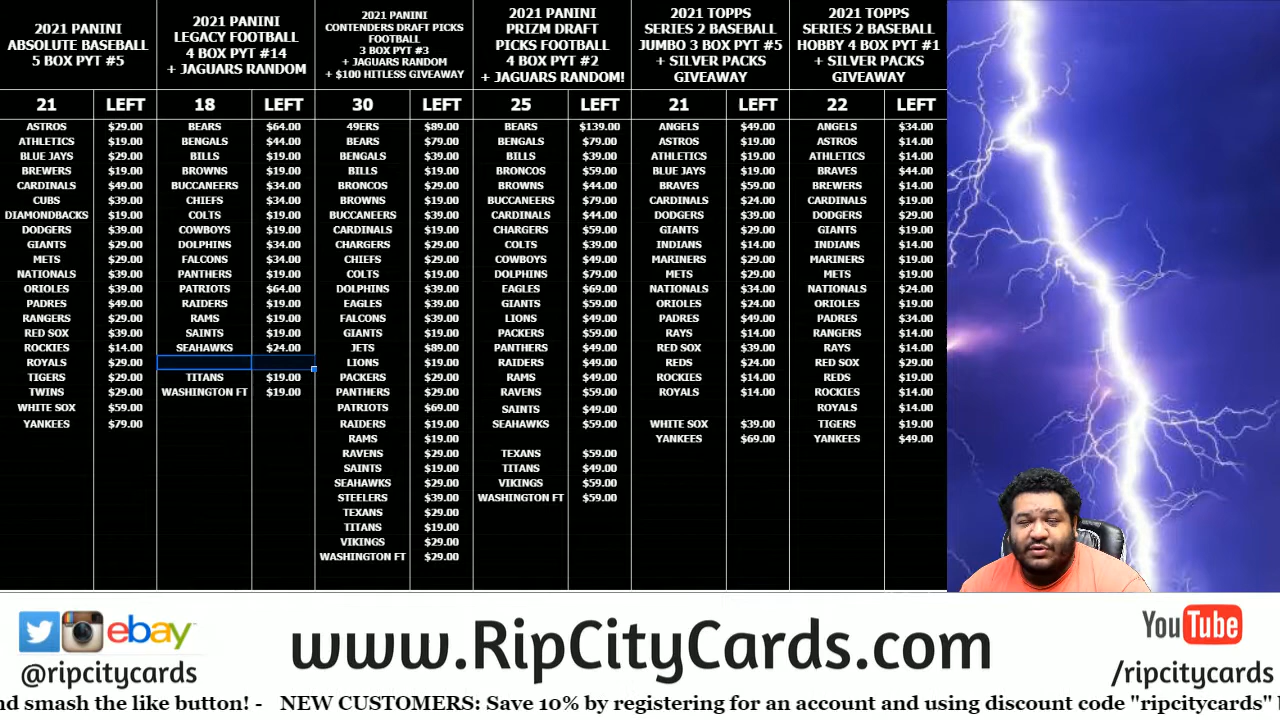 2021 PANINI
ABSOLUTE BASEBALL
5 BOX PYT #5
21 LEFT
ASTROS $29.00
ATHLETICS $19.00
BLUE JAYS $29.00
BREWERS $19.00
CARDINALS $49.00
CUBS $39.00
DIAMONDBACKS $19.00
DODGERS $39.00
GIANTS $29.00
METS $29.00
NATIONALS $39.00
ORIOLES $39.00
PADRES $49.00
RANGERS $29.00
RED SOX $39.00
ROCKIES $14.00
ROYALS $29.00
TIGERS $29.00
TWINS $29.00
WHITE SOX $59.00
YANKEES $79.00
2021 PANINI
LEGACY FOOTBALL
4 BOX PYT #14
+ JAGUARS RANDOM
18 LEFT
BEARS $64.00
BENGALS $44.00
BILLS $19.00
BROWNS $19.00
BUCCANEERS $34.00
CHIEFS $34.00
COLTS $19.00
COWBOYS $19.00
DOLPHINS $34.00
FALCONS $34.00
PANTHERS $19.00
PATRIOTS $64.00
RAIDERS $19.00
RAMS $19.00
SAINTS $19.00
SEAHAWKS $24.00
TITANS $19.00
WASHINGTON FT $19.00
2021 PANINI
CONTENDERS DRAFT PICKS
FOOTBALL
3 BOX PYT #3
+ JAGUARS RANDOM
+ $100 HITLESS GIVEAWAY
30 LEFT
49ERS $89.00
BEARS $79.00
BENGALS $39.00
BILLS $19.00
BRONCOS $29.00
BROWNS $19.00
BUCCANEERS $39.00
CARDINALS $19.00
CHARGERS $29.00
CHIEFS $29.00
COLTS $19.00
DOLPHINS $39.00
EAGLES $39.00
FALCONS $39.00
GIANTS $19.00
JETS $89.00
LIONS $19.00
PACKERS $29.00
PANTHERS $29.00
PATRIOTS $69.00
RAIDERS $19.00
RAMS $19.00
RAVENS $29.00
SAINTS $19.00
SEAHAWKS $29.00
STEELERS $39.00
TEXANS $29.00
TITANS $19.00
VIKINGS $29.00
WASHINGTON FT $29.00
2021 PANINI
PRIZM DRAFT
PICKS FOOTBALL
4 BOX PYT #2
+ JAGUARS RANDOM!
25 LEFT
BEARS $139.00
BENGALS $79.00
BILLS $39.00
BRONCOS $59.00
BROWNS $44.00
BUCCANEERS $79.00
CARDINALS $44.00
CHARGERS $59.00
COLTS $39.00
COWBOYS $49.00
DOLPHINS $79.00
EAGLES $69.00
GIANTS $59.00
LIONS $49.00
PACKERS $59.00
PANTHERS $49.00
RAIDERS $49.00
RAMS $49.00
RAVENS $59.00
SAINTS $49.00
SEAHAWKS $59.00
TEXANS $59.00
TITANS $49.00
VIKINGS $59.00
WASHINGTON FT $59.00
2021 TOPPS
SERIES 2 BASEBALL
JUMBO 3 BOX PYT #5
+ SILVER PACKS
GIVEAWAY
21 LEFT
ANGELS $49.00
ASTROS $19.00
ATHLETICS $19.00
BLUE JAYS $19.00
BRAVES $59.00
CARDINALS $24.00
DODGERS $39.00
GIANTS $29.00
INDIANS $14.00
MARINERS $29.00
METS $29.00
NATIONALS $34.00
ORIOLES $24.00
PADRES $49.00
RAYS $14.00
RED SOX $39.00
REDS $24.00
ROCKIES $14.00
ROYALS $14.00
WHITE SOX $39.00
YANKEES $69.00
2021 TOPPS
SERIES 2 BASEBALL
HOBBY 4 BOX PYT #1
+ SILVER PACKS
GIVEAWAY
22 LEFT
ANGELS $34.00
ASTROS $14.00
ATHLETICS $14.00
BRAVES $44.00
BREWERS $14.00
CARDINALS $19.00
DODGERS $29.00
GIANTS $19.00
INDIANS $14.00
MARINERS $19.00
METS $19.00
NATIONALS $24.00
ORIOLES $19.00
PADRES $34.00
RANGERS $14.00
RAYS $14.00
RED SOX $29.00
REDS $19.00
ROCKIES $14.00
ROYALS $14.00
TIGERS $19.00
YANKEES $49.00
ebay
@ripcitycards
www.RipCityCards.com
YouTube
/ripcitycards
nd smash the like button! - NEW CUSTOMERS: Save 10% by registering for an account and using discount code "ripcitycards"